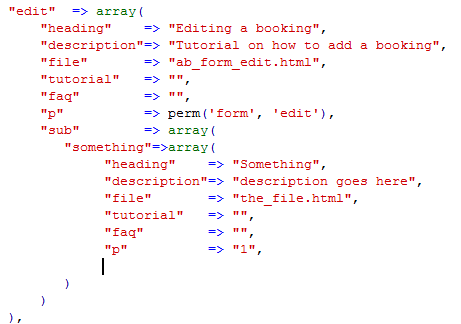 "edit"  => array(
    "heading"    => "Editing a booking",
    "description"=> "Tutorial on how to add a booking",
    "file"       => "ab_form_edit.html",
    "tutorial"   => "",
    "faq"        => "",
    "p"          => perm('form', 'edit'),
    "sub"        => array(
       "something"=>array(
            "heading"    => "Something",
            "description"=> "description goes here",
            "file"       => "the_file.html",
            "tutorial"   => "",
            "faq"        => "",
            "p"          => "1",
       )
    )
),